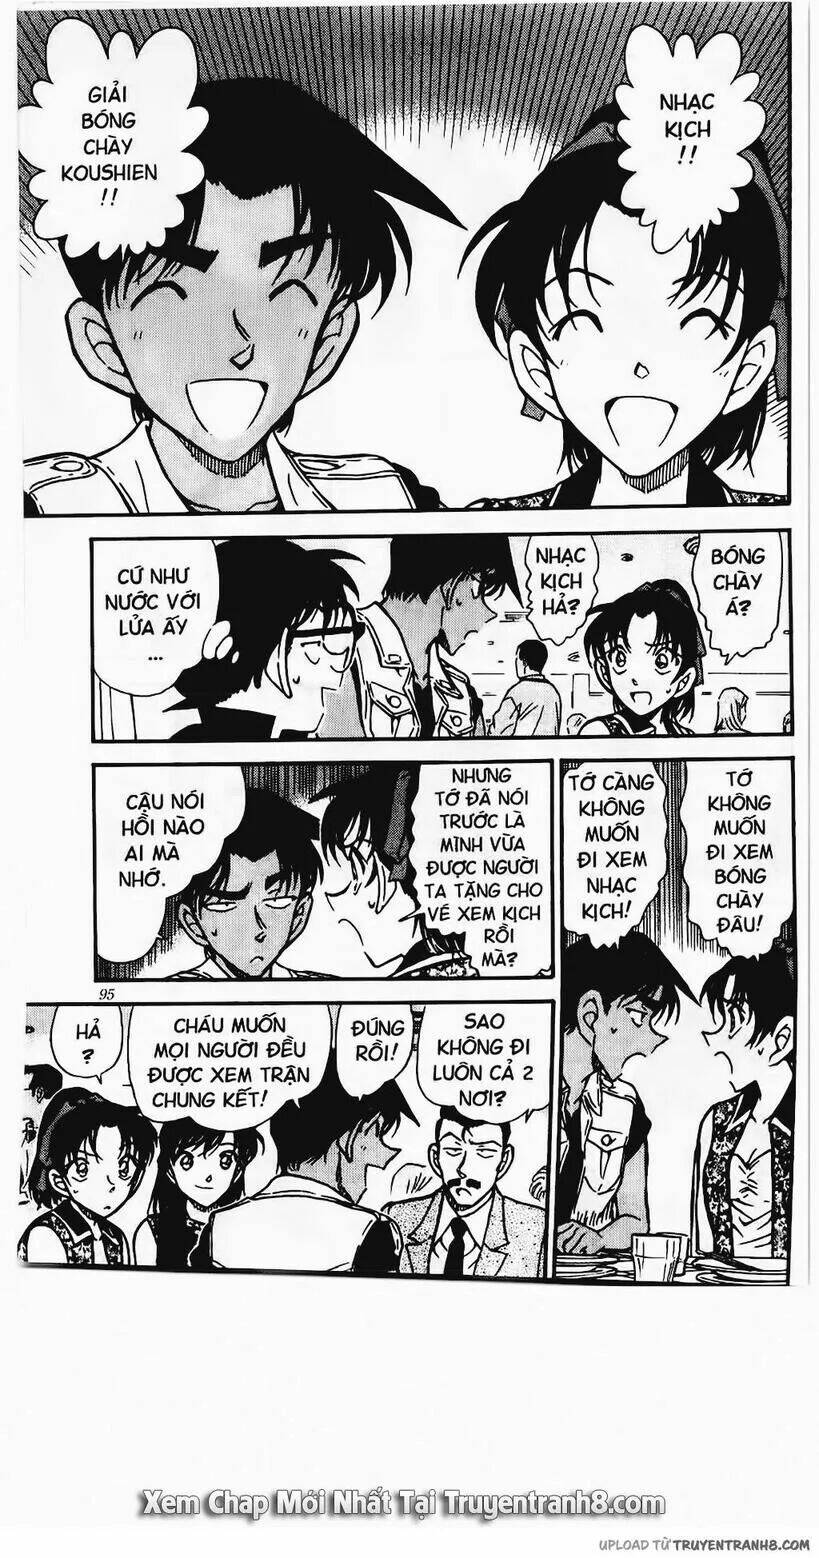 NHẠC
KỊCH
!!
GIẢI
BÓNG
CHÀY
KOUSHIEN
!!
BÓNG
CHÀY
Á?
NHẠC
KỊCH
HẢ?
CỨ NHƯ
NƯỚC VỚI
LỬA ẤY
...
TỚ
KHÔNG
MUỐN
ĐI XEM
BÓNG
CHÀY
ĐÂU!
TỚ CÀNG
KHÔNG
MUỐN
ĐI XEM
NHẠC
KỊCH!
NHƯNG
TỚ ĐÃ NÓI
TRƯỚC LÀ
MÌNH VỪA
ĐƯỢC NGƯỜI
TA TẶNG CHO
VÉ XEM KỊCH
RỒI
MÀ?
CẬU NÓI
HỒI NÀO
AI MÀ
NHỚ.
95
SAO
KHÔNG ĐI
LUÔN CẢ 2
NƠI?
ĐÚNG
RỒI!
CHÁU MUỐN
MỌI NGƯỜI ĐỀU
ĐƯỢC XEM TRẬN
CHUNG KẾT!
HẢ
?
Xem Chap Mới Nhất Tại Truyentranh8.com
UPLOAD TỪ TRUYENTRANH8.COM